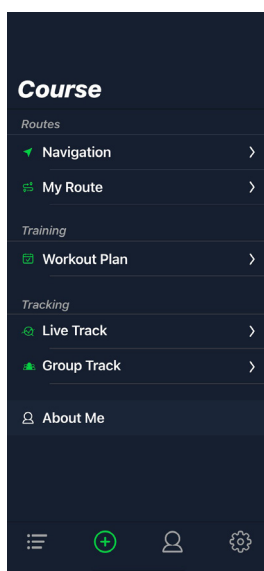 Course
Routes
Navigation
My Route
Training
Workout Plan
Tracking
Live Track
Group Track
About Me